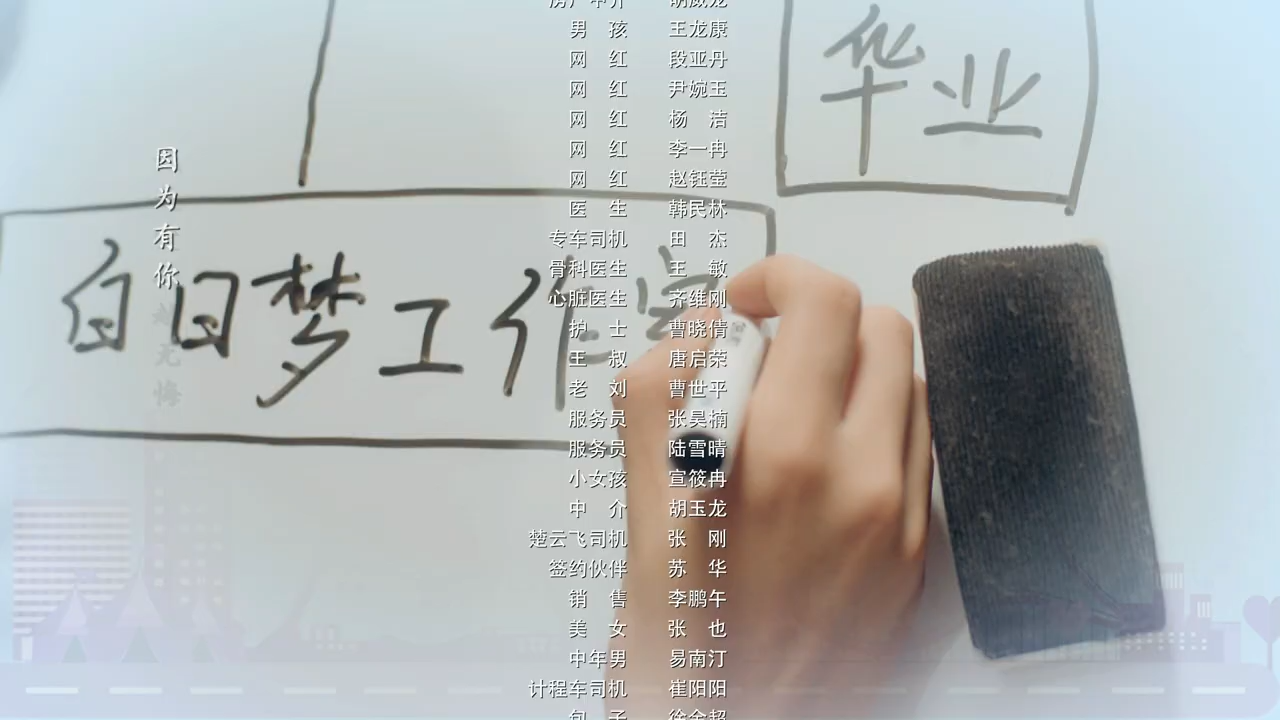 华业
白日梦工作室
因为有你
无悔
男孩 王龙康
网红 段亚丹
网红 尹婉玉
网红 杨洁
网红 李一冉
网红 赵钰莹
医生 韩民林
专车司机 田杰
骨科医生 王敏
心脏医生 齐维刚
护士 曹晓倩
王叔 唐启荣
老刘 曹世平
服务员 张昊楠
服务员 陆雪晴
小女孩 宣筱冉
中介 胡玉龙
楚云飞司机 张刚
签约伙伴 苏华
销售 李鹏午
美女 张也
中年男 易南汀
计程车司机 崔阳阳